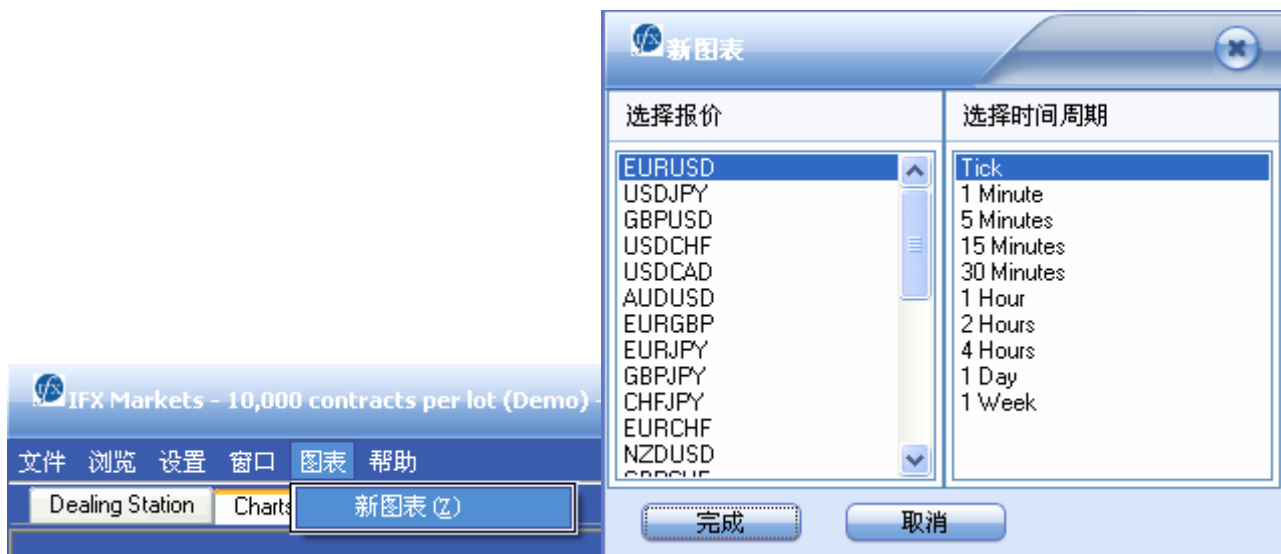 IFX Markets - 10,000 contracts per lot (Demo) -
文件 浏览 设置 窗口 图表 帮助
Dealing Station Charts
新图表(Z)
Ifx 新图表
选择报价
EURUSD
USDJPY
GBPUSD
USDCHF
USDCAD
AUDUSD
EURGBP
EURJPY
GBPJPY
CHFJPY
EURCHF
NZDUSD
选择时间周期
Tick
1 Minute
5 Minutes
15 Minutes
30 Minutes
1 Hour
2 Hours
4 Hours
1 Day
1 Week
完成 取消